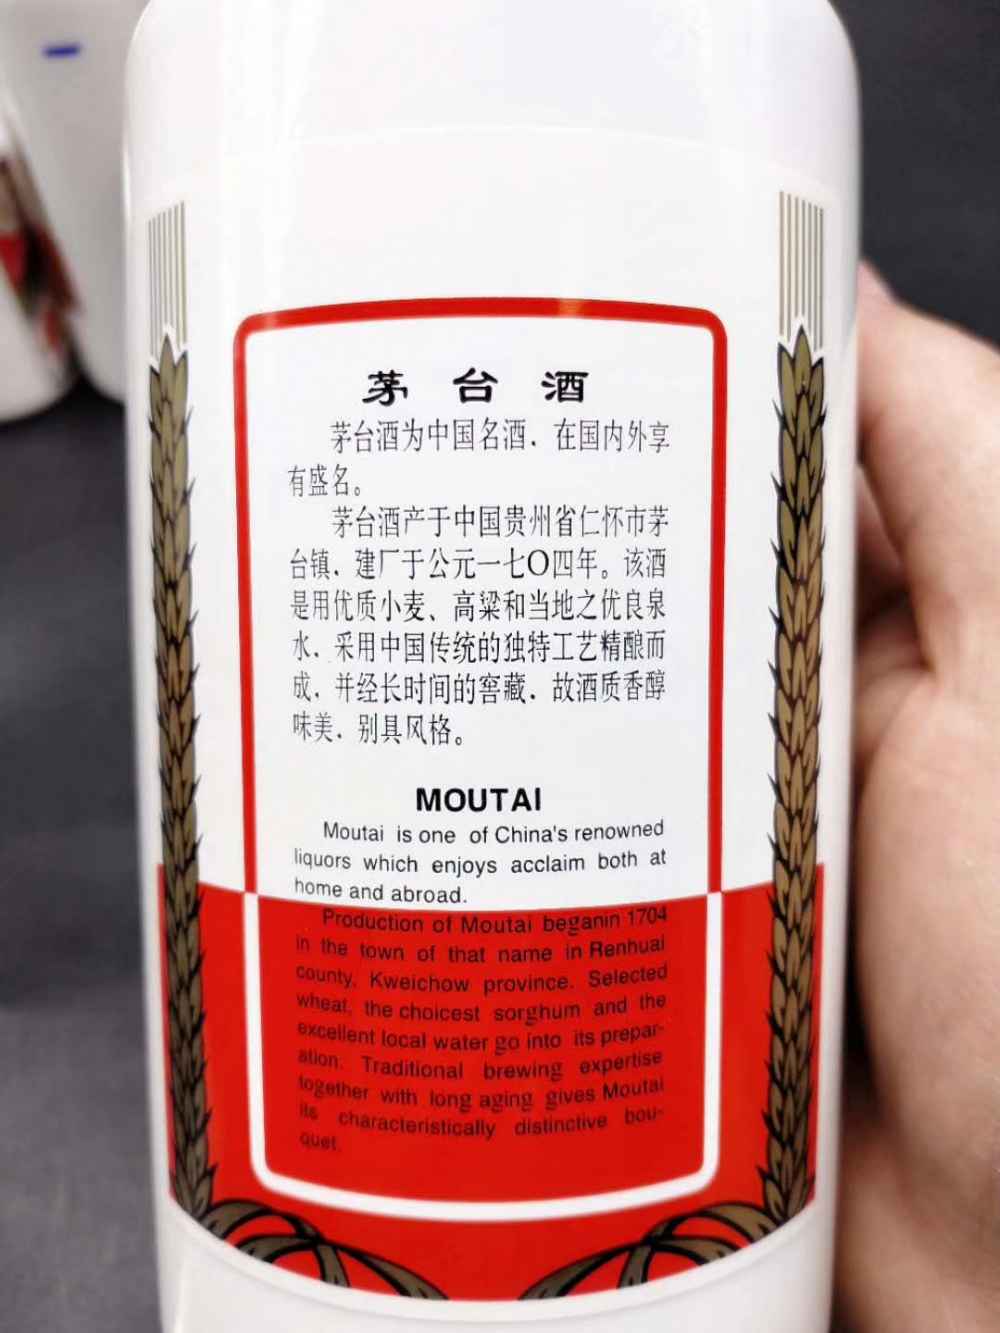 茅台酒
茅台酒为中国名酒．在国内外享
有盛名。
茅台酒产于中国贵州省仁怀市茅
台镇．建厂于公元一七〇四年。该酒
是用优质小麦、高粱和当地之优良泉
水．采用中国传统的独特工艺精酿而
成．并经长时间的窖藏．故酒质香醇
味美．别具风格。
MOUTAI
Moutai is one of China's renowned
liquors which enjoys acclaim both at
home and abroad.
Production of Moutai beganin 1704
in the town of that name in Renhuai
county, Kweichow province. Selected
wheat, the choicest sorghum and the
excellent local water go into its prepar-
ation. Traditional brewing expertise
together with long aging gives Moutai
its characteristically distinctive bou-
quet.